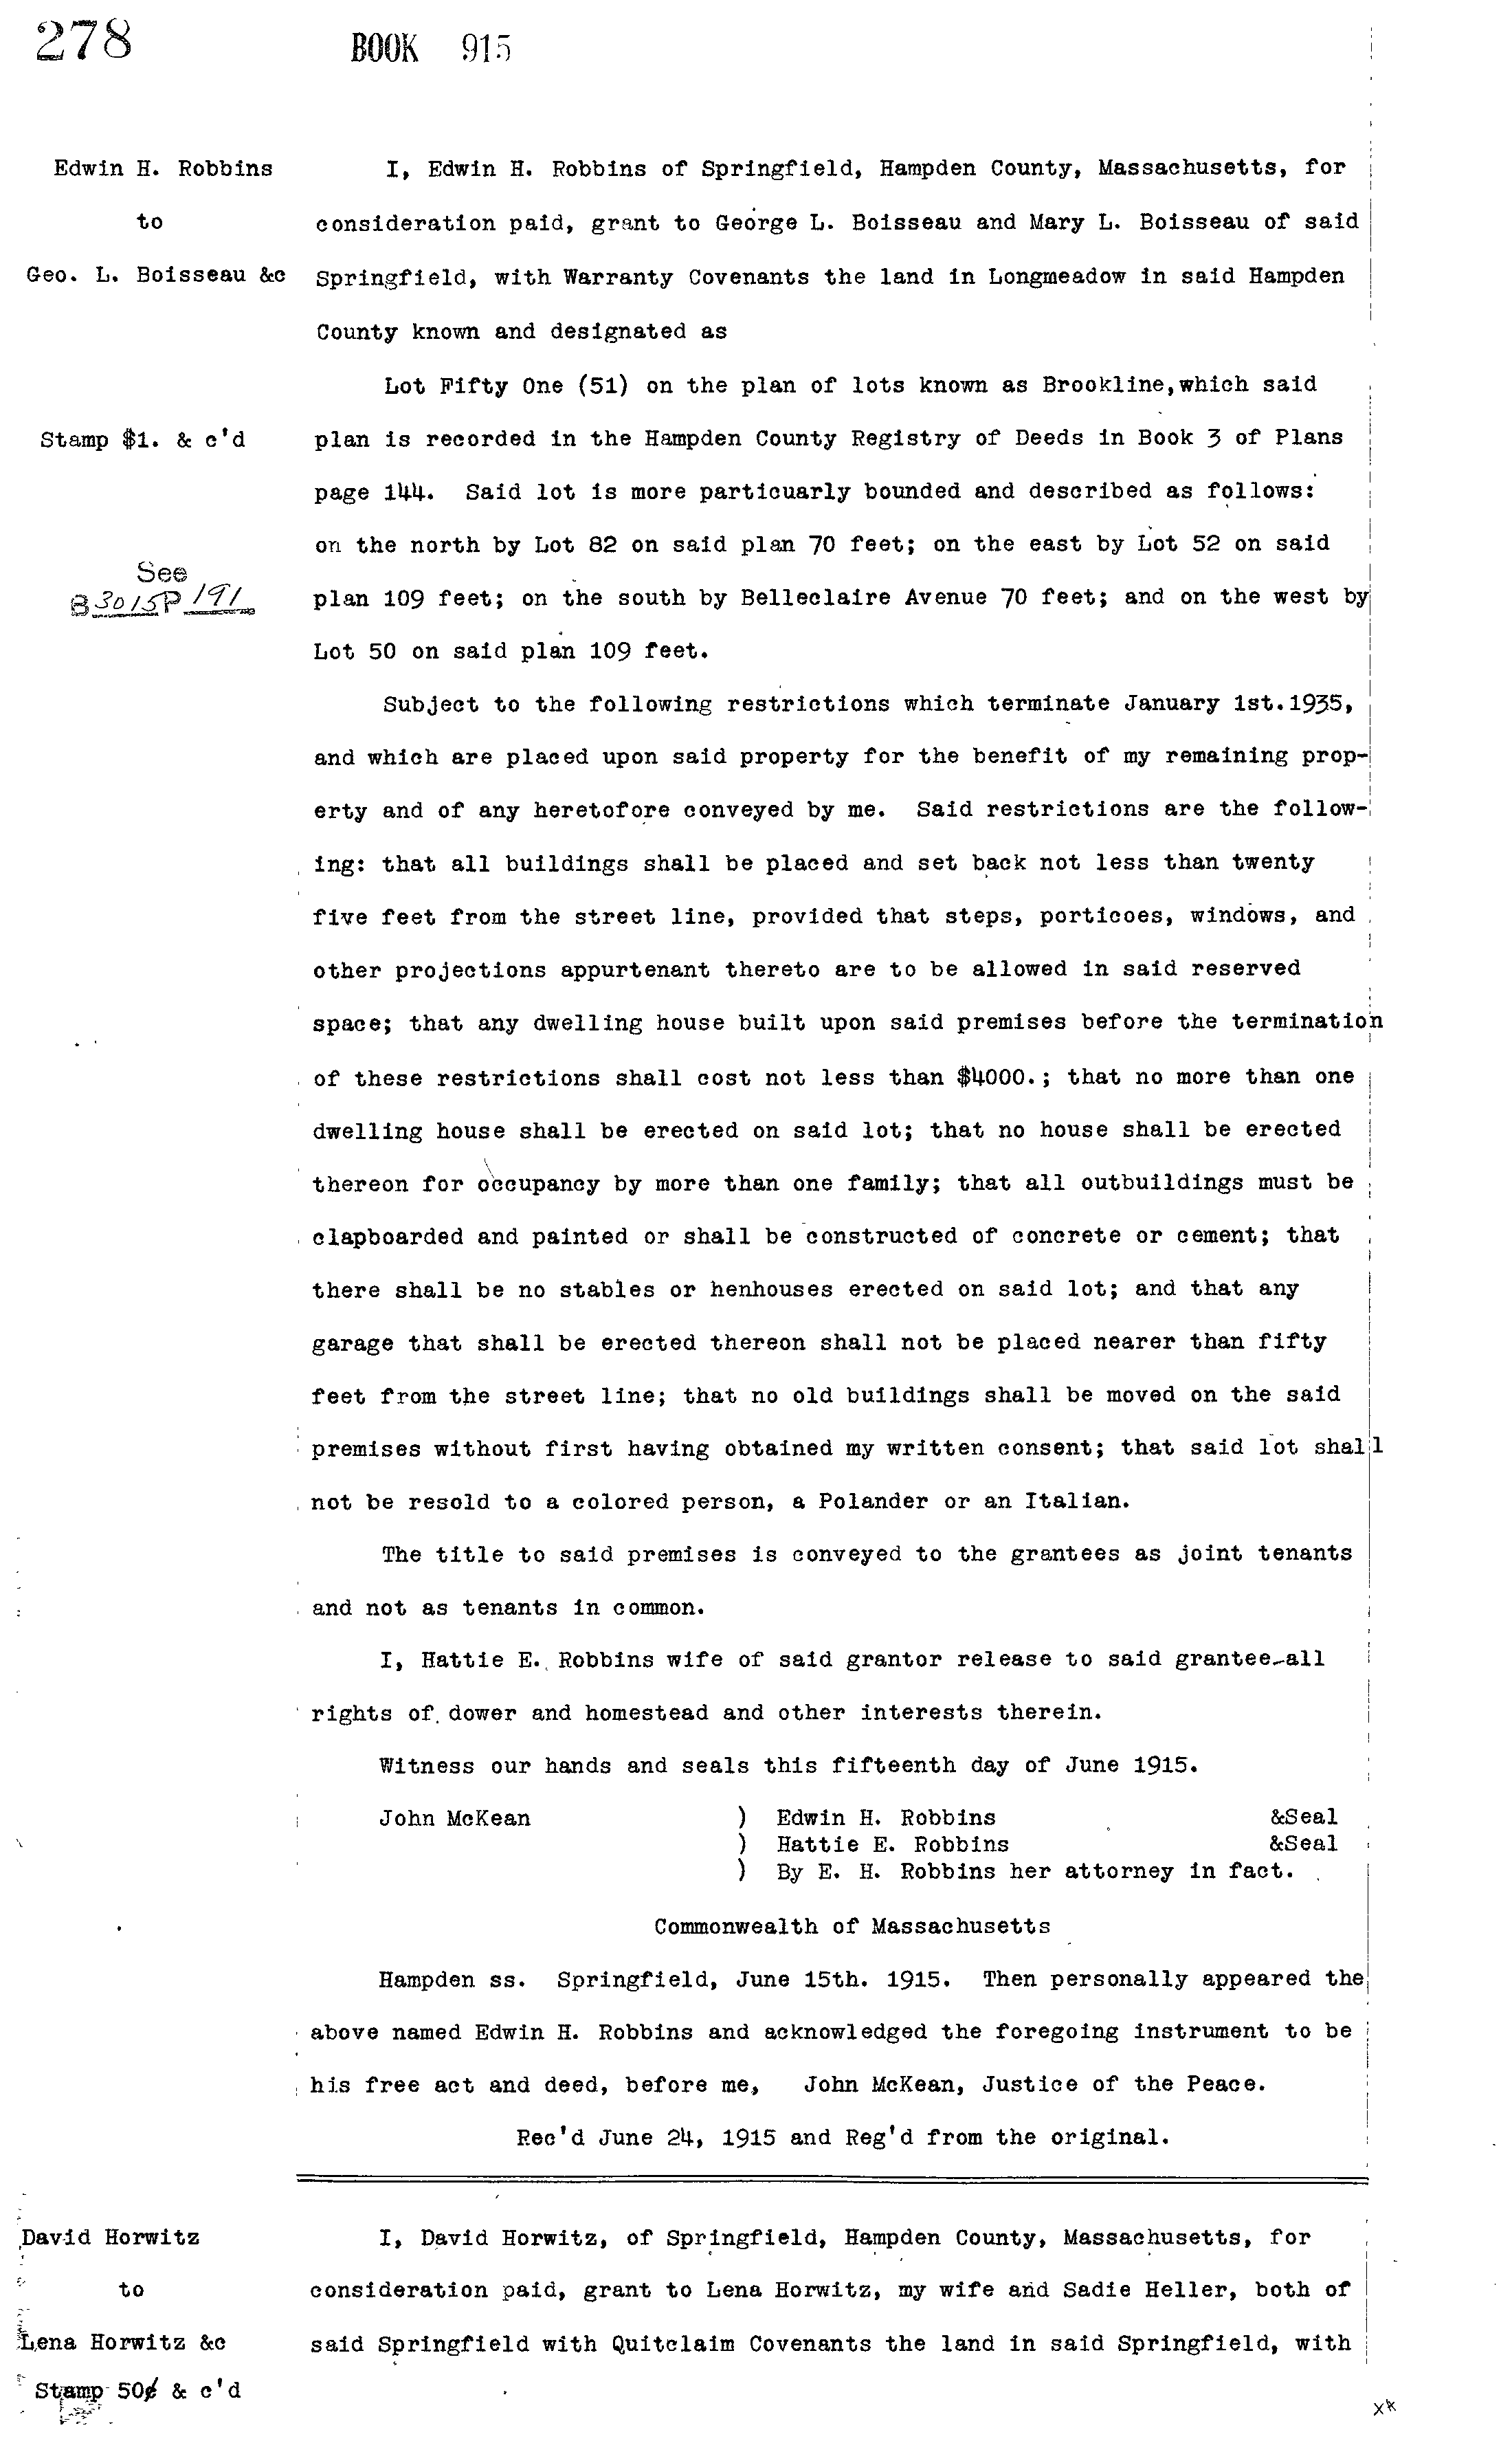 278
BOOK 915
Edwin H. Robbins
to
Geo. L. Boisseau &c
Stamp $1. & c'd
See
B 3015 P 191
I, Edwin H. Robbins of Springfield, Hampden County, Massachusetts, for
consideration paid, grant to George L. Boisseau and Mary L. Boisseau of said
Springfield, with Warranty Covenants the land in Longmeadow in said Hampden
County known and designated as
Lot Fifty One (51) on the plan of lots known as Brookline, which said
plan is recorded in the Hampden County Registry of Deeds in Book 3 of Plans
page 144. Said lot is more particuarly bounded and described as follows:
on the north by Lot 82 on said plan 70 feet; on the east by Lot 52 on said
plan 109 feet; on the south by Belleclaire Avenue 70 feet; and on the west by
Lot 50 on said plan 109 feet.
Subject to the following restrictions which terminate January 1st. 1935,
and which are placed upon said property for the benefit of my remaining prop-
erty and of any heretofore conveyed by me. Said restrictions are the follow-
ing: that all buildings shall be placed and set back not less than twenty
five feet from the street line, provided that steps, porticoes, windows, and
other projections appurtenant thereto are to be allowed in said reserved
space; that any dwelling house built upon said premises before the termination
of these restrictions shall cost not less than $4000.; that no more than one
dwelling house shall be erected on said lot; that no house shall be erected
thereon for occupancy by more than one family; that all outbuildings must be
clapboarded and painted or shall be constructed of concrete or cement; that
there shall be no stables or henhouses erected on said lot; and that any
garage that shall be erected thereon shall not be placed nearer than fifty
feet from the street line; that no old buildings shall be moved on the said
premises without first having obtained my written consent; that said lot shall
not be resold to a colored person, a Polander or an Italian.
The title to said premises is conveyed to the grantees as joint tenants
and not as tenants in common.
I, Hattie E. Robbins wife of said grantor release to said grantee all
rights of dower and homestead and other interests therein.
Witness our hands and seals this fifteenth day of June 1915.
John McKean ) Edwin H. Robbins &Seal
) Hattie E. Robbins &Seal
) By E. H. Robbins her attorney in fact.
Commonwealth of Massachusetts
Hampden ss. Springfield, June 15th. 1915. Then personally appeared the
above named Edwin H. Robbins and acknowledged the foregoing instrument to be
his free act and deed, before me, John McKean, Justice of the Peace.
Rec'd June 24, 1915 and Reg'd from the original.
David Horwitz
to
Lena Horwitz &c
Stamp 50¢ & c'd
I, David Horwitz, of Springfield, Hampden County, Massachusetts, for
consideration paid, grant to Lena Horwitz, my wife and Sadie Heller, both of
said Springfield with Quitclaim Covenants the land in said Springfield, with